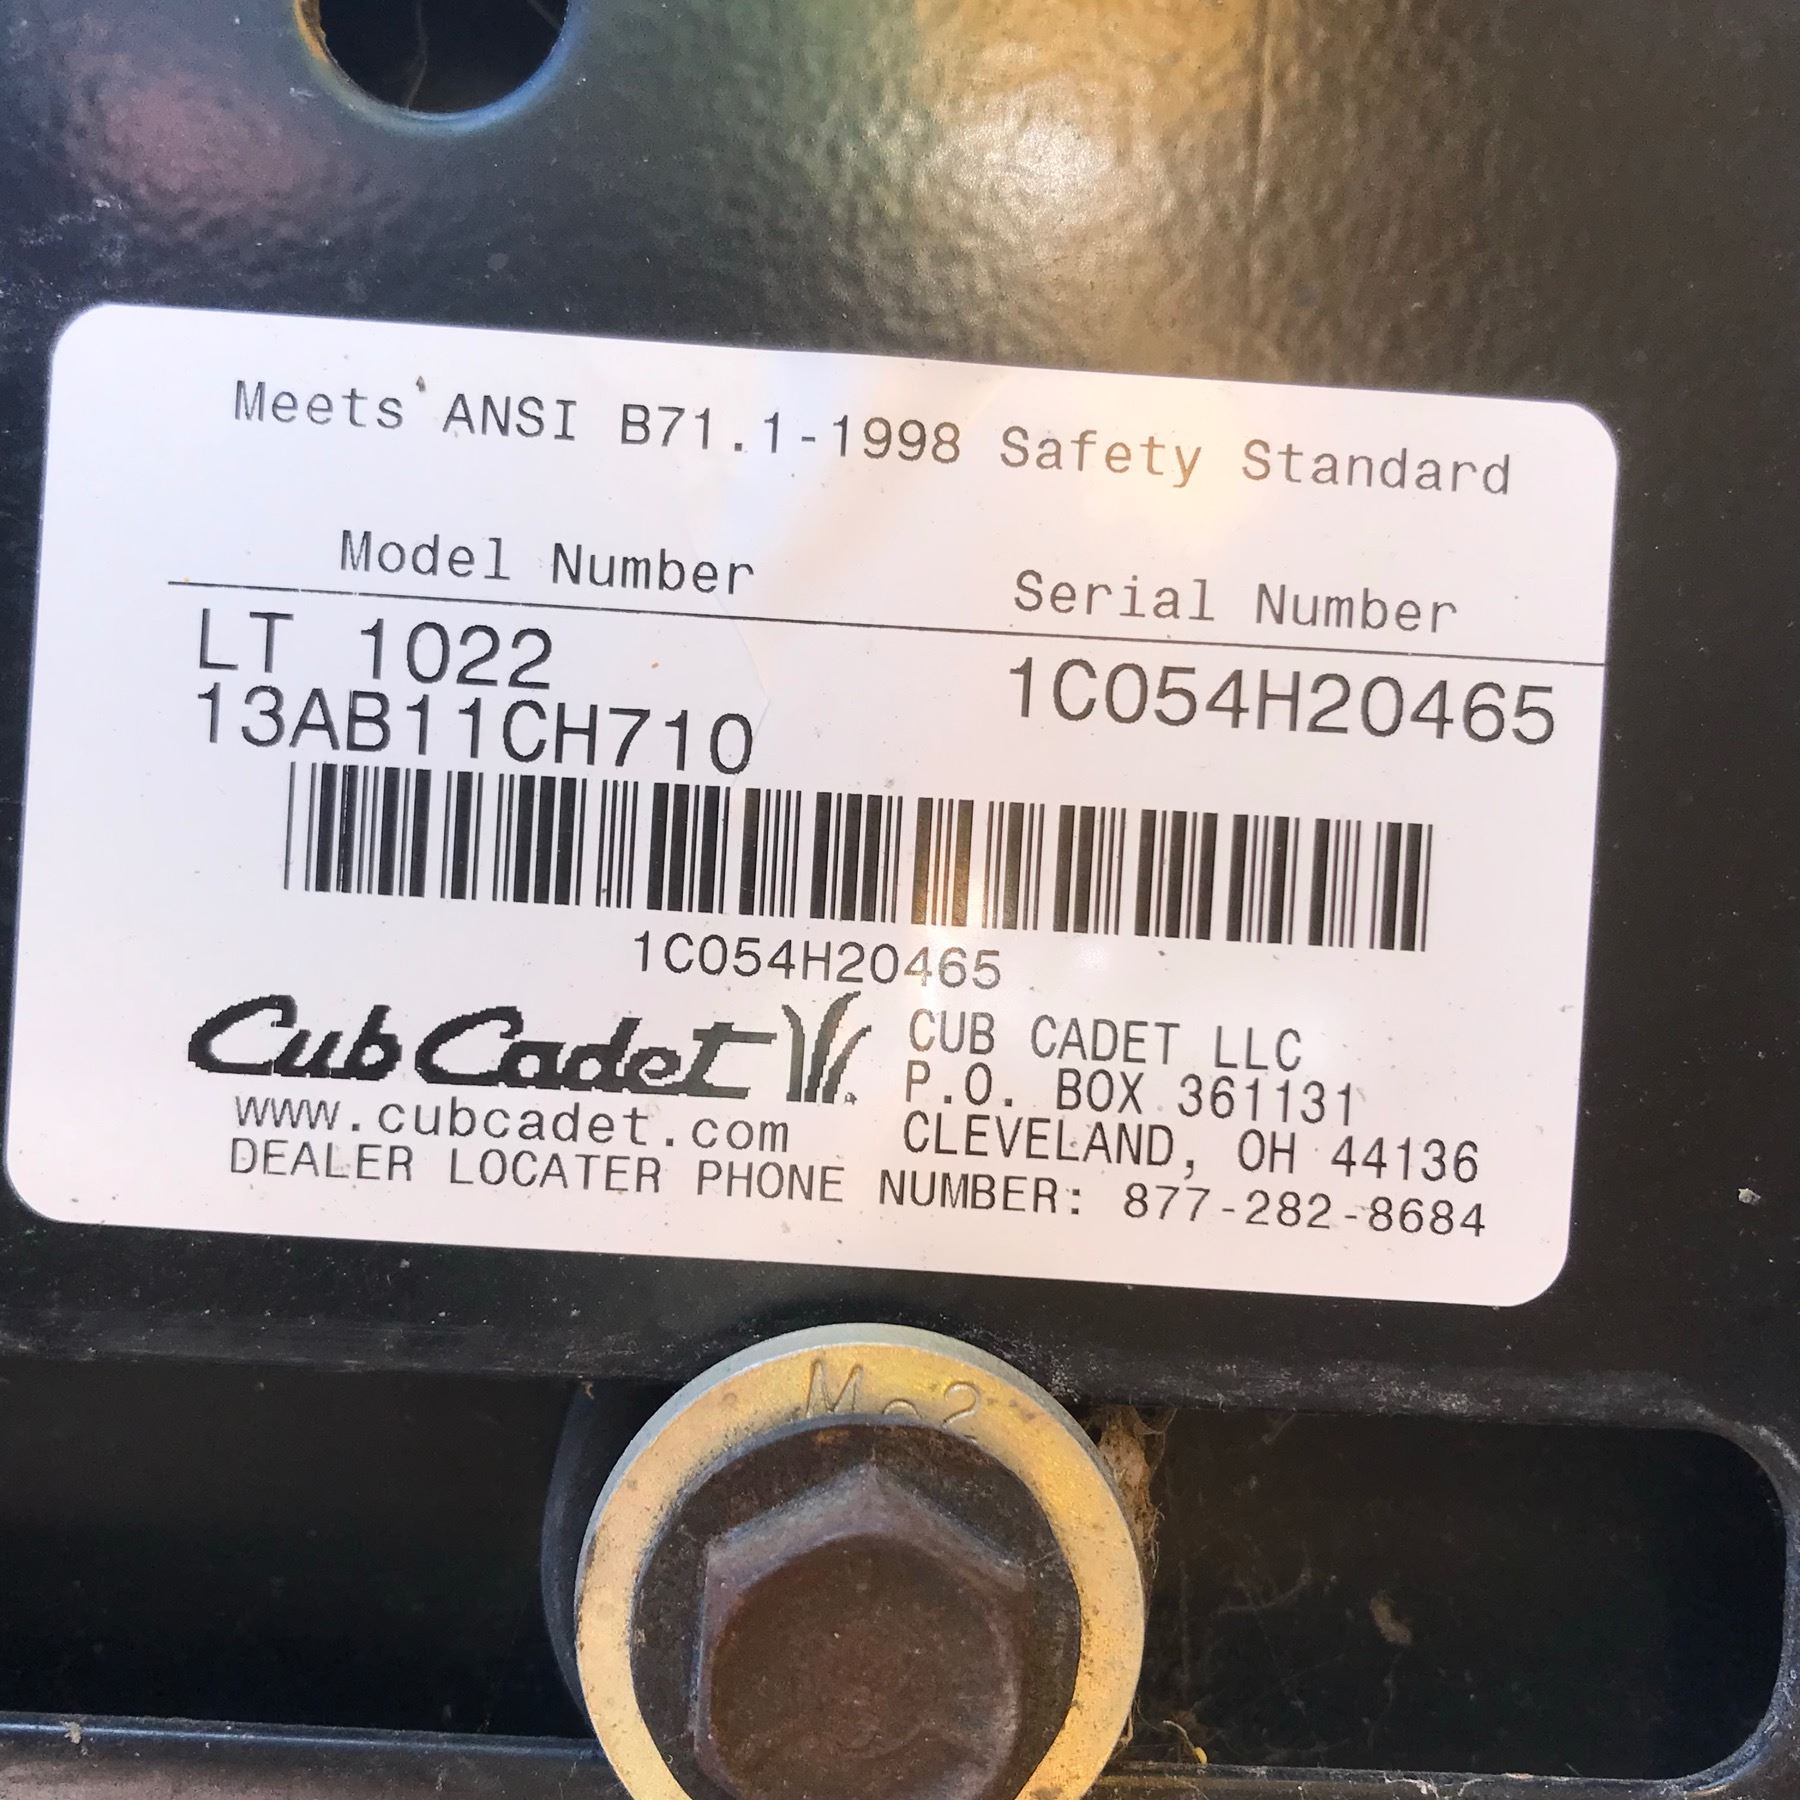 Meets ANSI B71.1-1998 Safety Standard
Model Number Serial Number
LT 1022 1C054H20465
13AB11CH710
1C054H20465
Cub Cadet CUB CADET LLC
P.O. BOX 361131
www.cubcadet.com CLEVELAND, OH 44136
DEALER LOCATER PHONE NUMBER: 877-282-8684